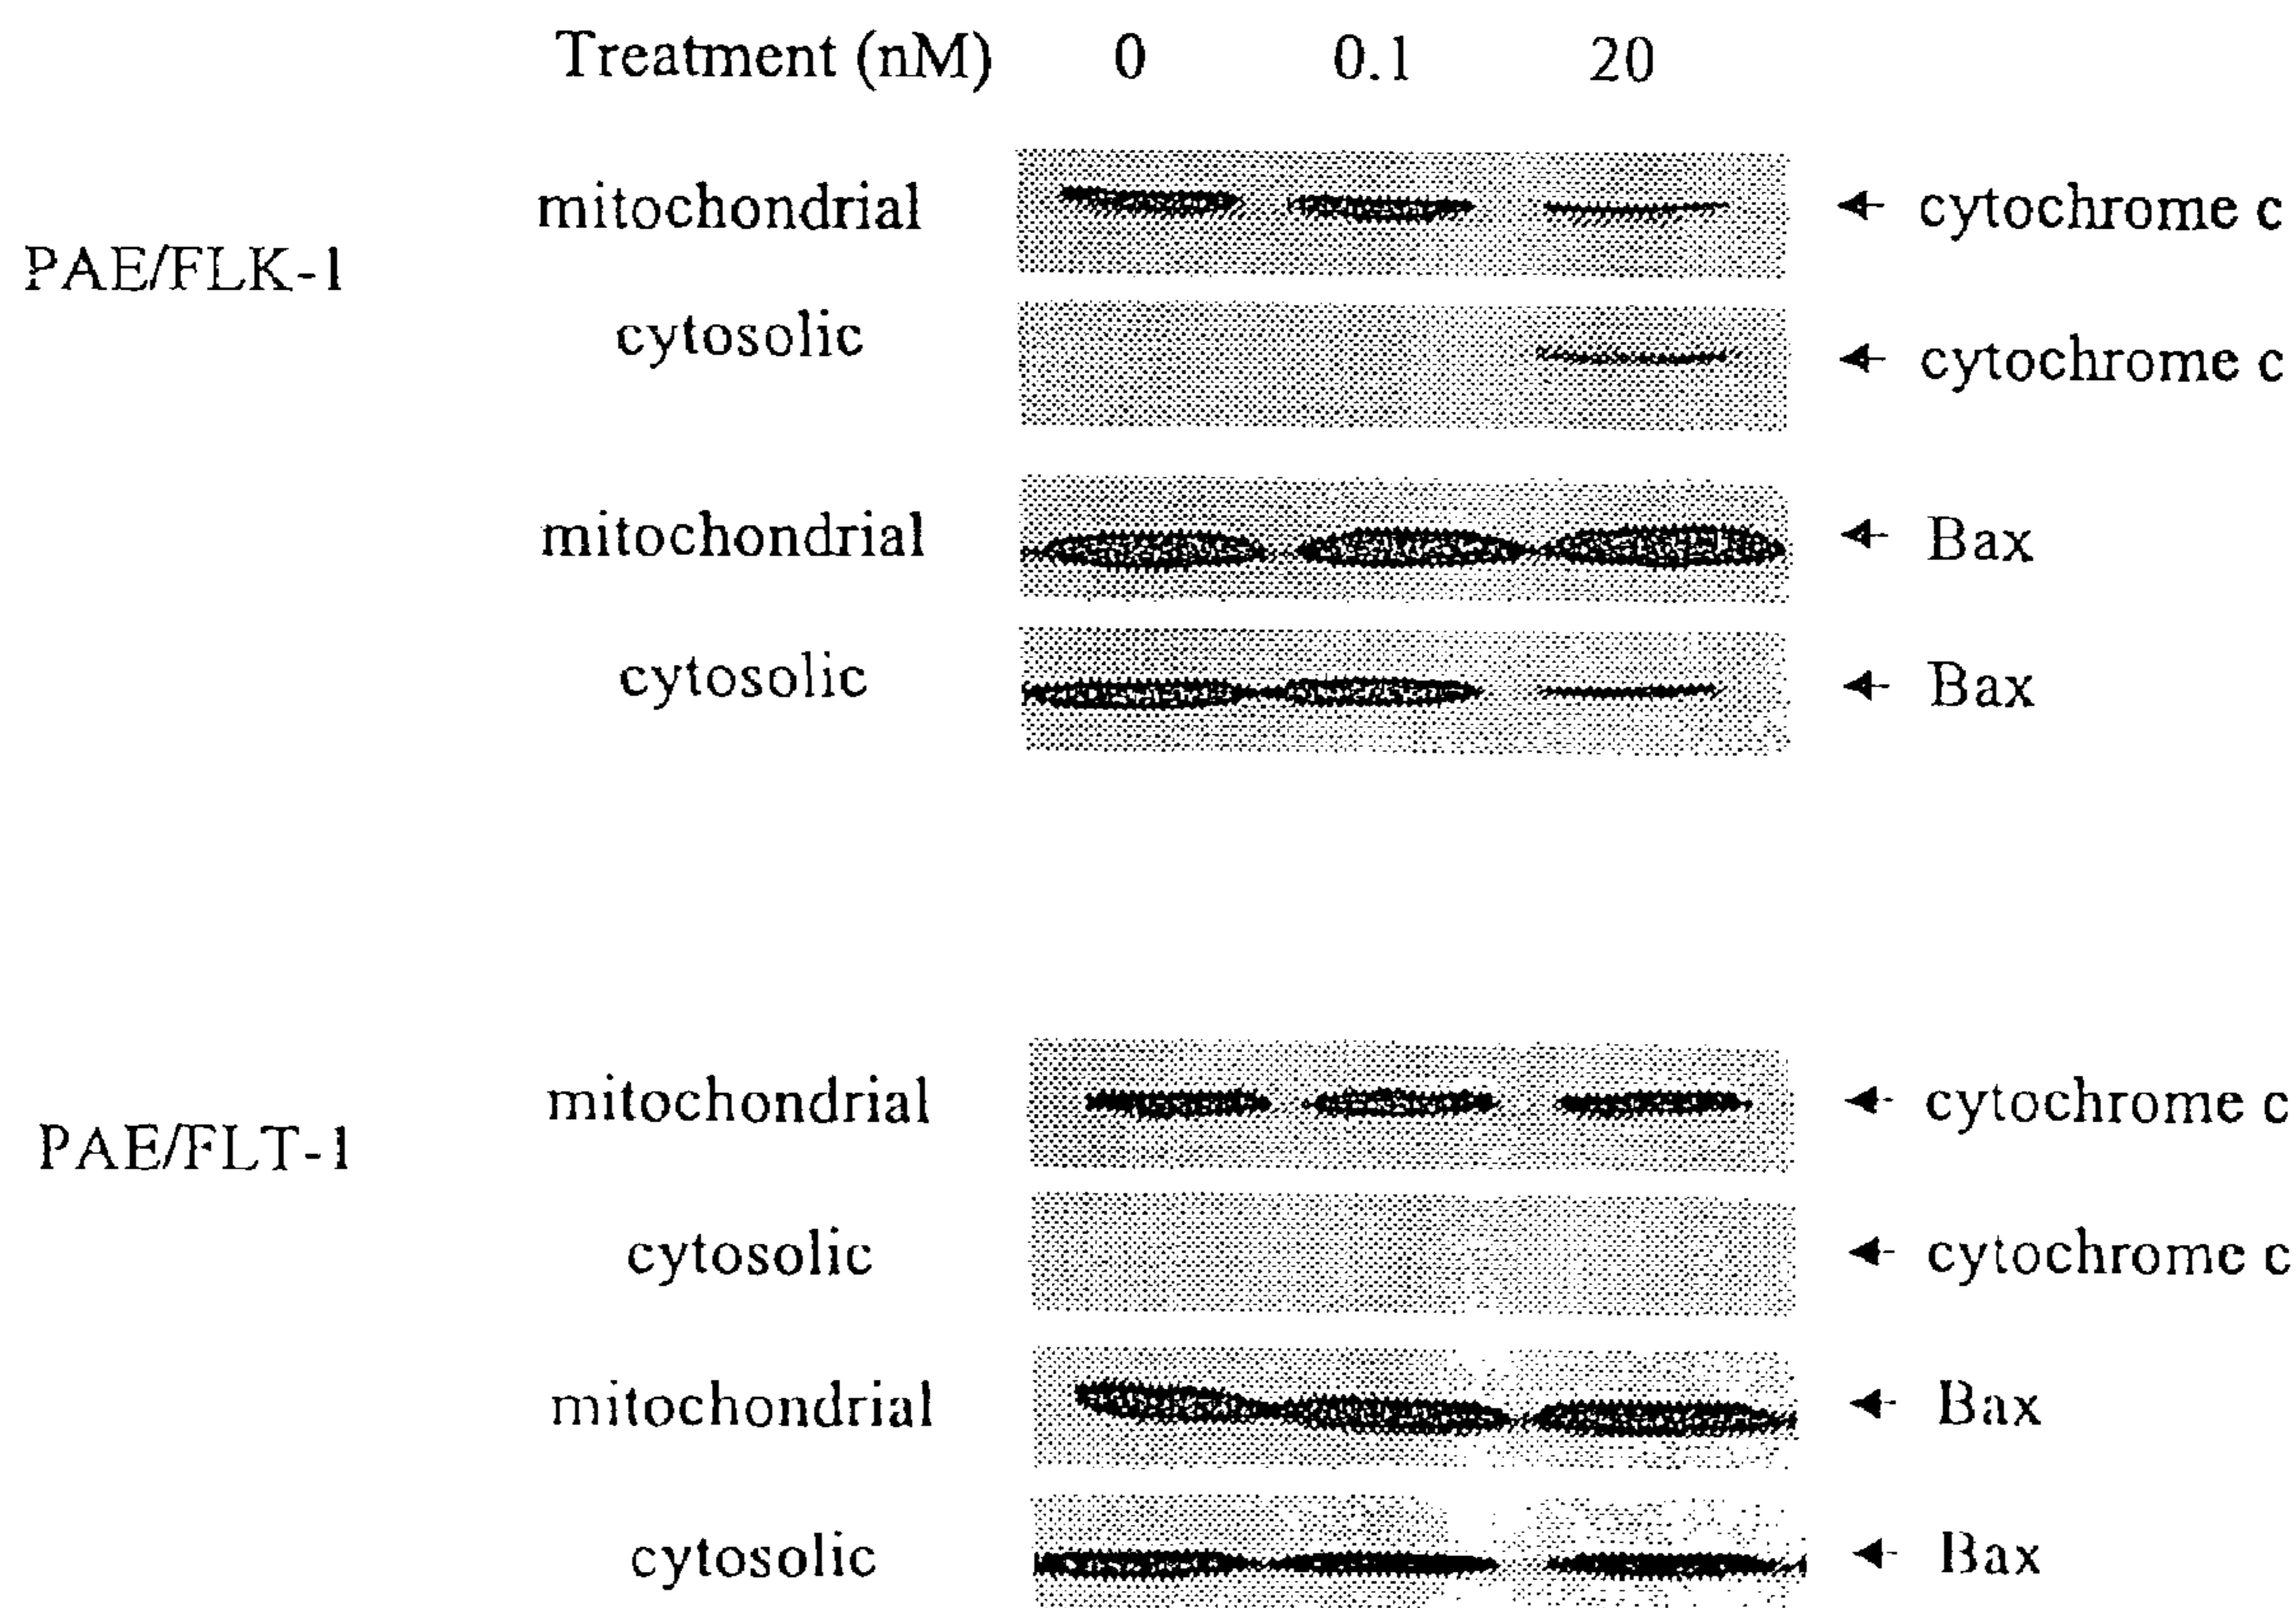 Treatment (nM) 0 0.1 20
mitochondrial cytochrome c
PAE/FLK-1
cytosolic cytochrome c
mitochondrial Bax
cytosolic Bax
mitochondrial cytochrome c
PAE/FLT-1
cytosolic cytochrome c
mitochondrial Bax
cytosolic Bax